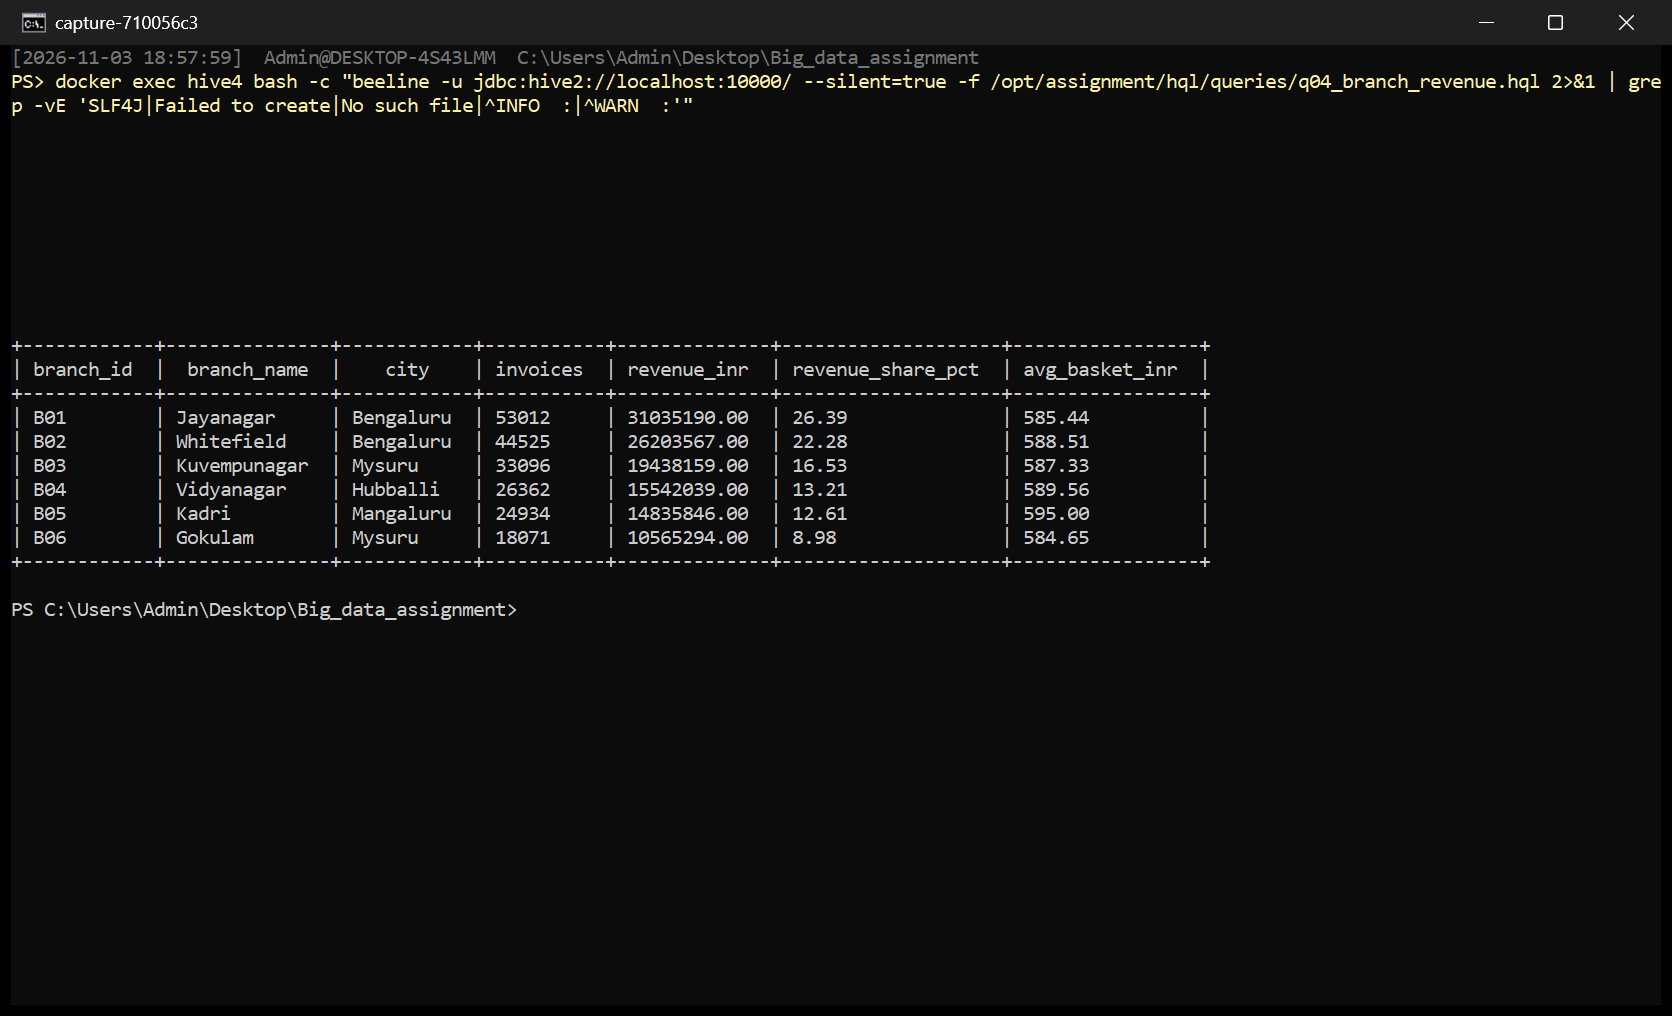 capture-710056c3
[2026-11-03 18:57:59]  Admin@DESKTOP-4S43LMM  C:\Users\Admin\Desktop\Big_data_assignment
PS> docker exec hive4 bash -c "beeline -u jdbc:hive2://localhost:10000/ --silent=true -f /opt/assignment/hql/queries/q04_branch_revenue.hql 2>&1 | gre
p -vE 'SLF4J|Failed to create|No such file|^INFO  :|^WARN  :'"
+------------+---------------+------------+-----------+--------------+--------------------+-----------------+
| branch_id  |  branch_name  |    city    | invoices  | revenue_inr  | revenue_share_pct  | avg_basket_inr  |
+------------+---------------+------------+-----------+--------------+--------------------+-----------------+
| B01        | Jayanagar     | Bengaluru  | 53012     | 31035190.00  | 26.39              | 585.44          |
| B02        | Whitefield    | Bengaluru  | 44525     | 26203567.00  | 22.28              | 588.51          |
| B03        | Kuvempunagar  | Mysuru     | 33096     | 19438159.00  | 16.53              | 587.33          |
| B04        | Vidyanagar    | Hubballi   | 26362     | 15542039.00  | 13.21              | 589.56          |
| B05        | Kadri         | Mangaluru  | 24934     | 14835846.00  | 12.61              | 595.00          |
| B06        | Gokulam       | Mysuru     | 18071     | 10565294.00  | 8.98               | 584.65          |
+------------+---------------+------------+-----------+--------------+--------------------+-----------------+
PS C:\Users\Admin\Desktop\Big_data_assignment>